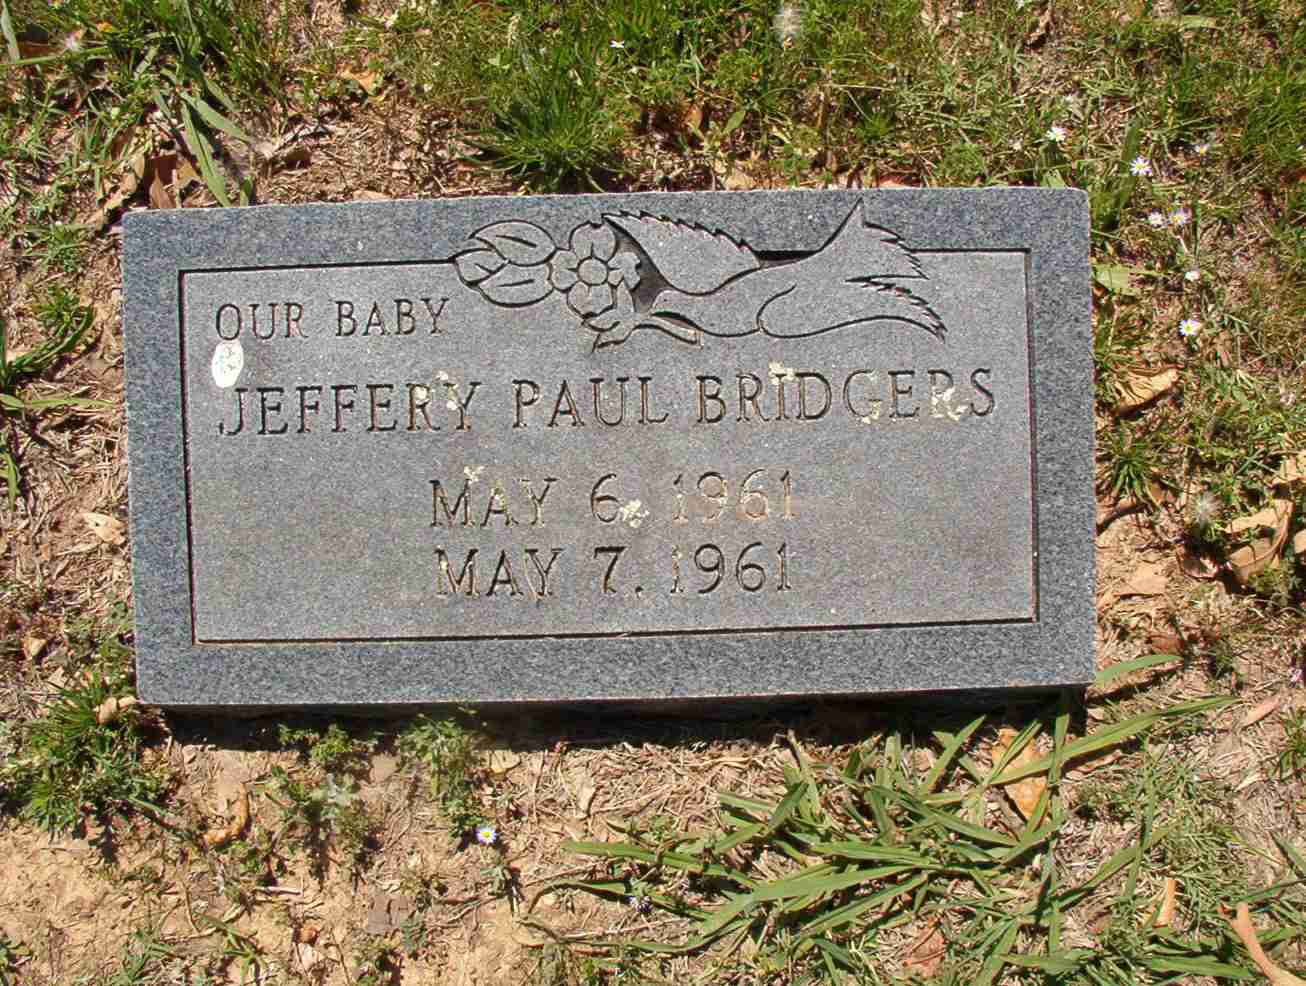 OUR BABY
JEFFERY PAUL BRIDGERS
MAY 6, 1961
MAY 7, 1961